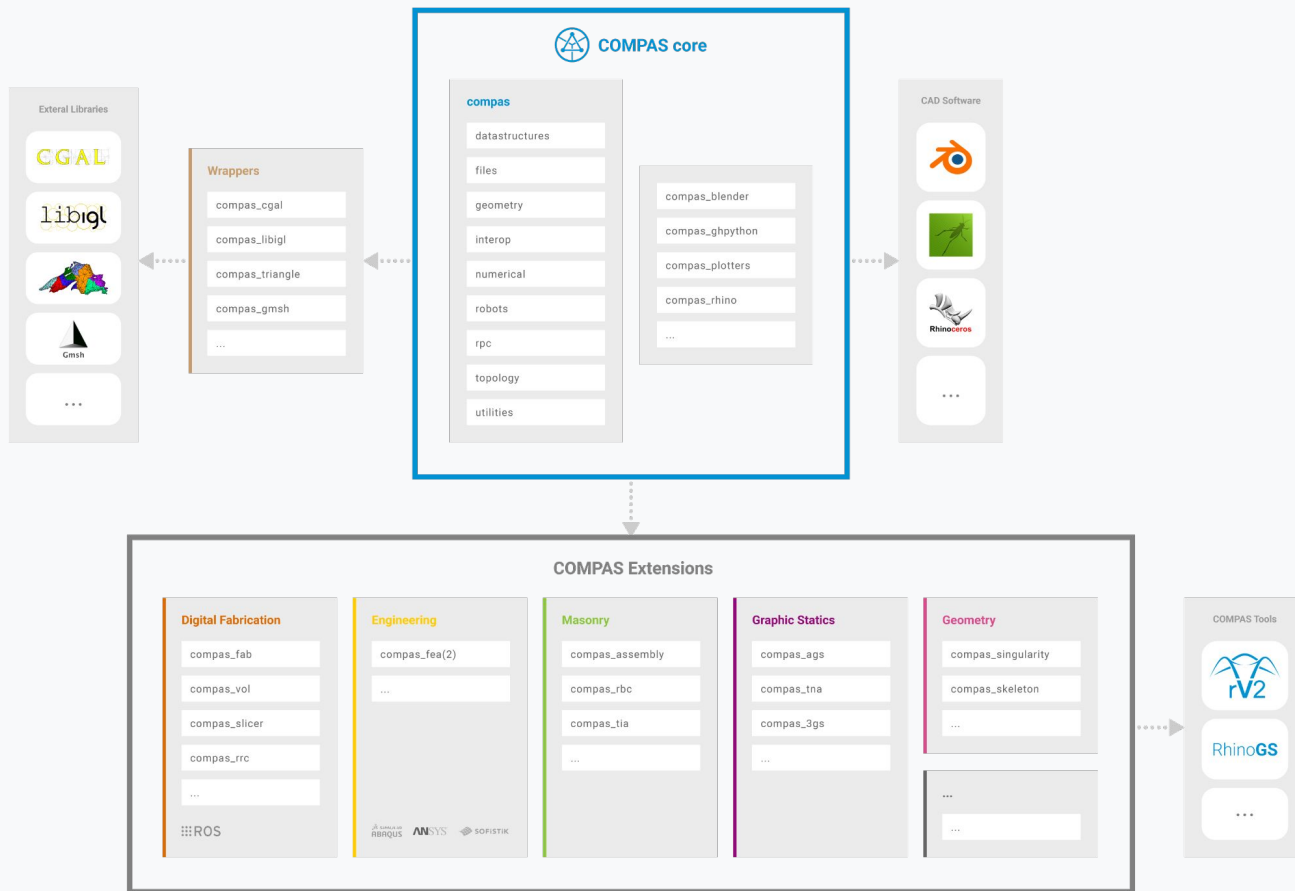 COMPAS core
Exteral Libraries
CGAL
libigl
Gmsh
...
Wrappers
compas_cgal
compas_libigl
compas_triangle
compas_gmsh
...
compas
datastructures
files
geometry
interop
numerical
robots
rpc
topology
utilities
compas_blender
compas_ghpython
compas_plotters
compas_rhino
...
CAD Software
Rhinoceros
...
COMPAS Extensions
Digital Fabrication
compas_fab
compas_vol
compas_slicer
compas_rrc
...
ROS
Engineering
compas_fea(2)
...
ABAQUS
ANSYS
SOFiSTiK
Masonry
compas_assembly
compas_rbc
compas_tia
...
Graphic Statics
compas_ags
compas_tna
compas_3gs
...
Geometry
compas_singularity
compas_skeleton
...
...
...
COMPAS Tools
rV2
RhinoGS
...